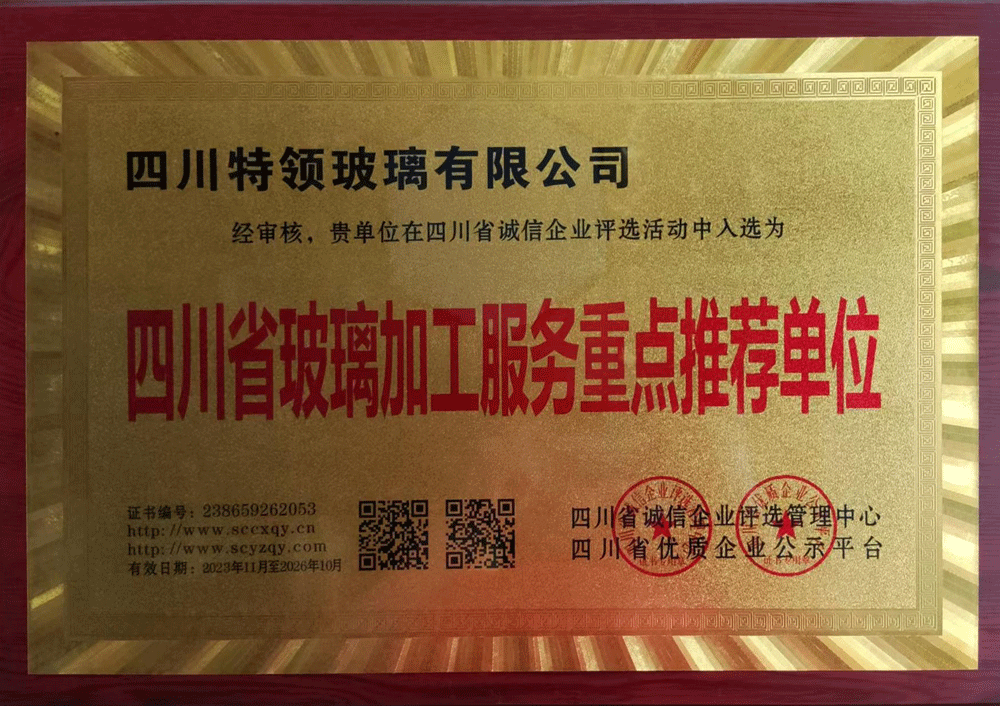 四川特领玻璃有限公司
经审核，贵单位在四川省诚信企业评选活动中入选为
四川省玻璃加工服务重点推荐单位
证书编号：238659262053
http://www.sccxqy.cn
http://www.scyzqy.com
有效日期：2023年11月至2026年10月
四川省诚信企业评选管理中心
四川省优质企业公示平台